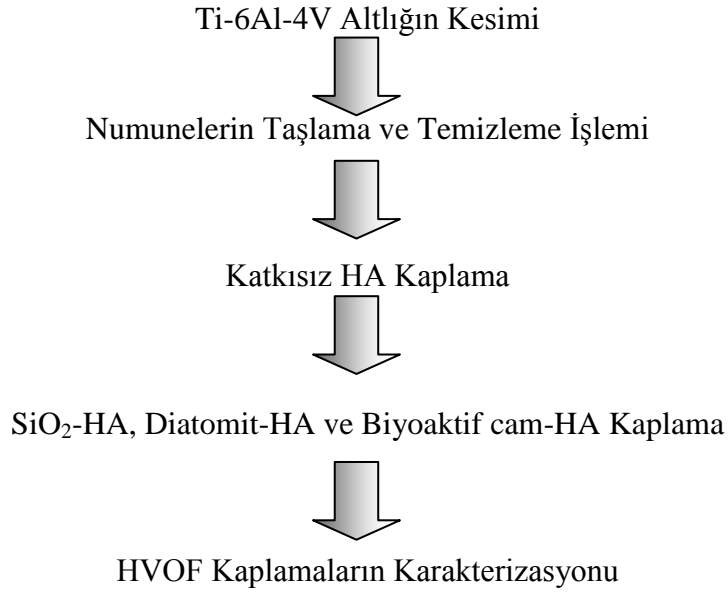 Ti-6Al-4V Altlığın Kesimi
Numunelerin Taşlama ve Temizleme İşlemi
Katkısız HA Kaplama
SiO₂-HA, Diatomit-HA ve Biyoaktif cam-HA Kaplama
HVOF Kaplamaların Karakterizasyonu